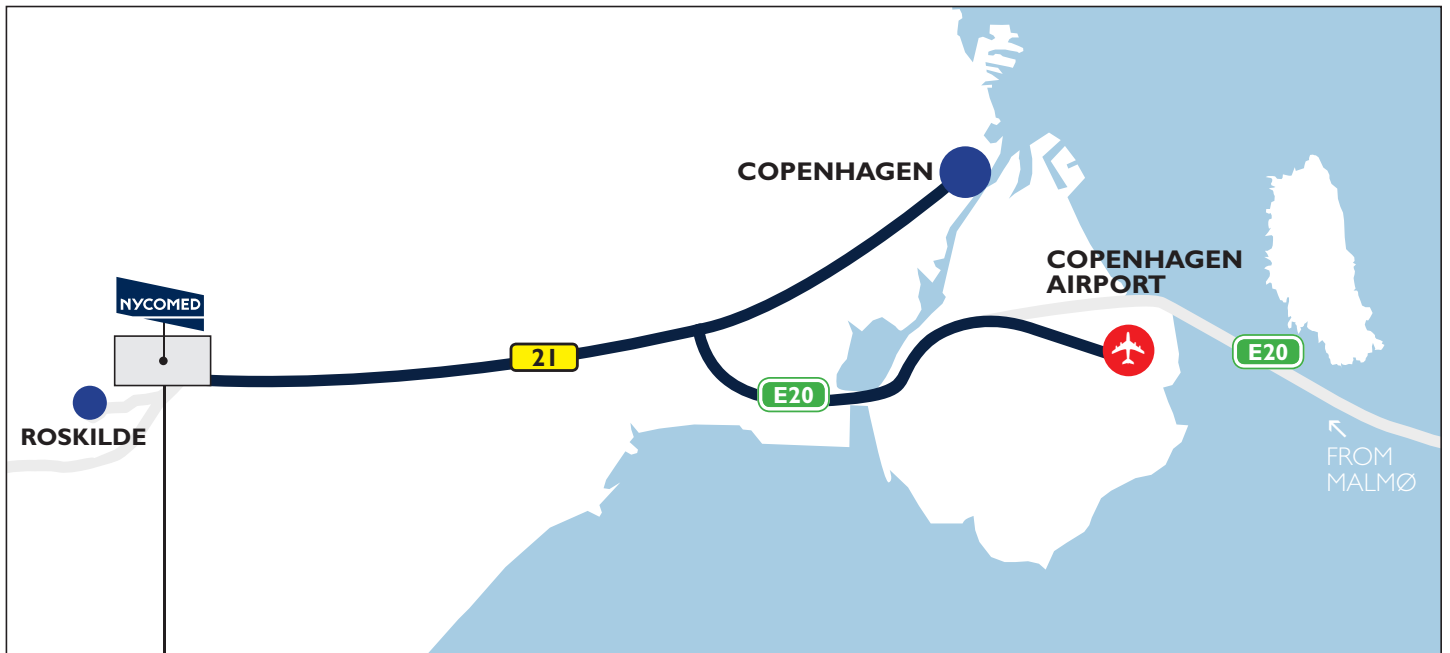 COPENHAGEN
COPENHAGEN
AIRPORT
NYCOMED
21
E20
E20
ROSKILDE
FROM
MALMØ